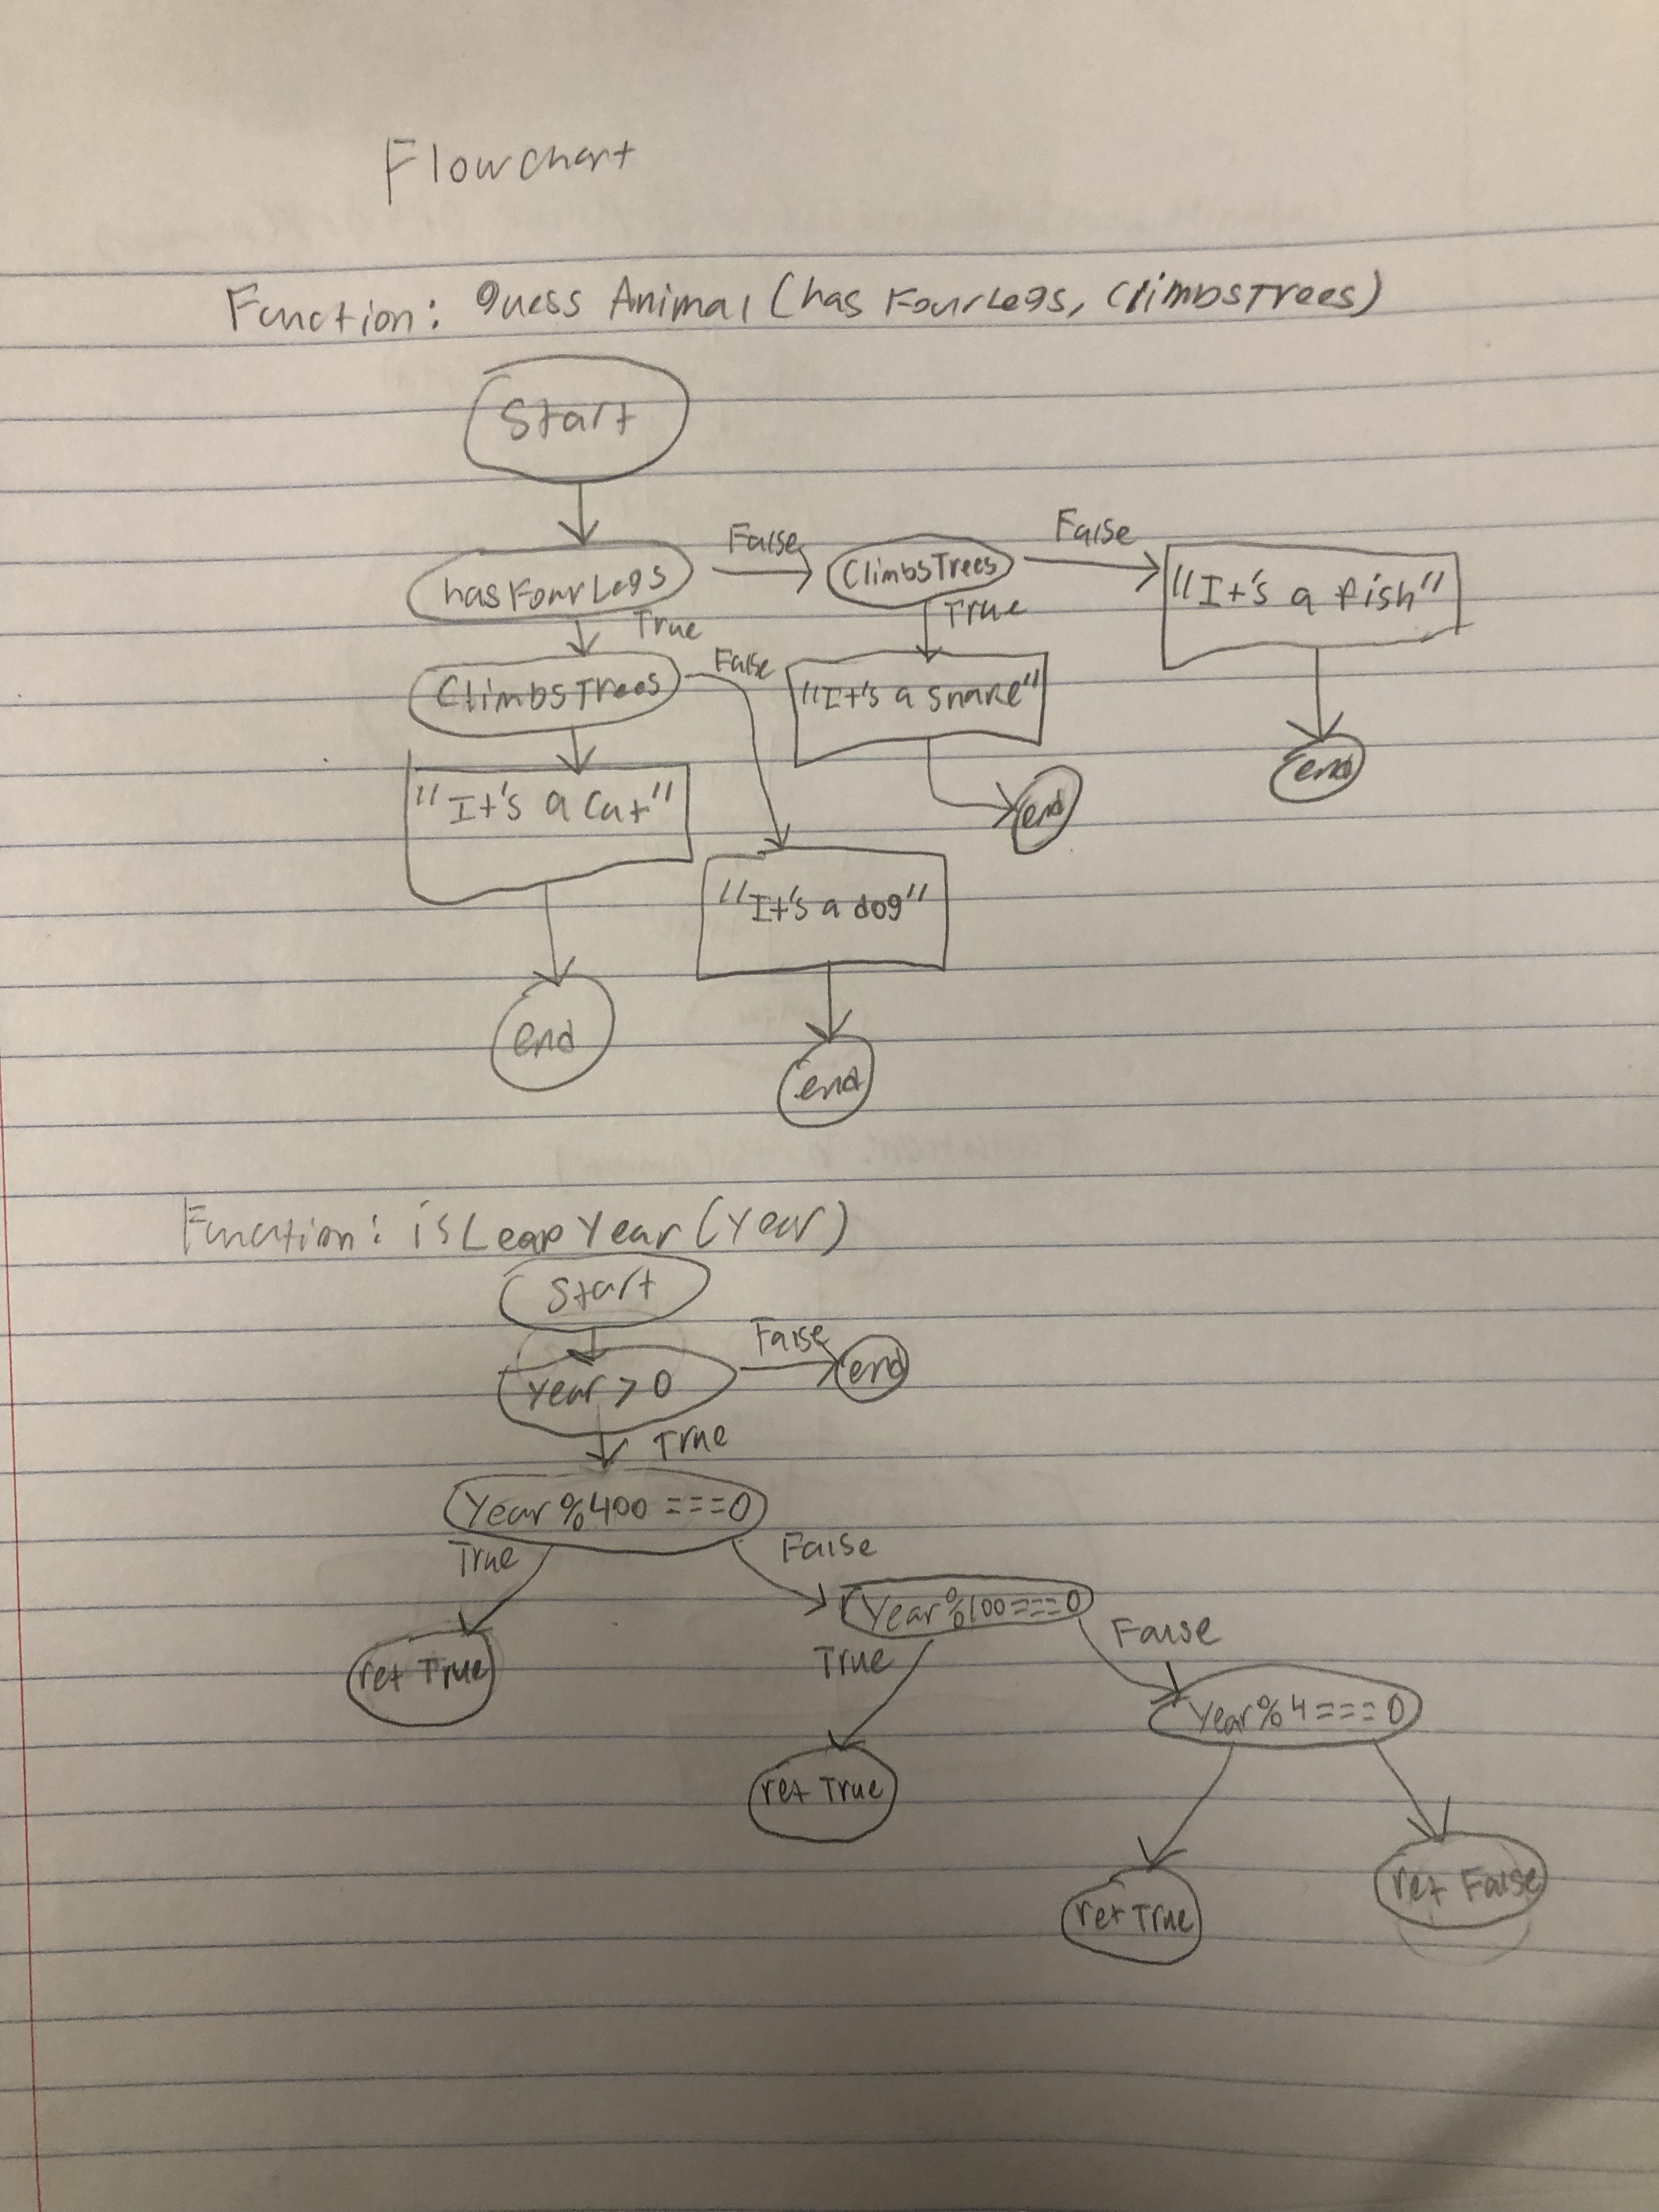 Flowchart
Function: guess Animal (has FourLegs, ClimbsTrees)
Start
hasFourLegs
False
ClimbsTrees
False
"It's a fish"
True
True
ClimbsTrees
False
"It's a snake"
end
"It's a cat"
end
"It's a dog"
end
end
Function: isLeapYear (Year)
Start
year > 0
False
end
True
Year % 400 === 0
True
False
Year % 100 === 0
ret True
True
False
Year % 4 === 0
ret True
ret True
ret False